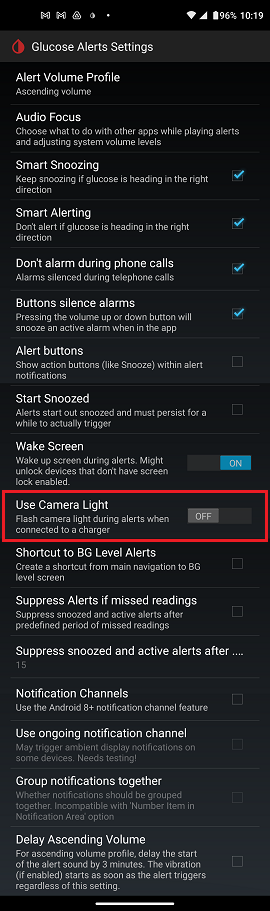 96% 10:19
Glucose Alerts Settings
Alert Volume Profile
Ascending volume
Audio Focus
Choose what to do with other apps while playing alerts
and adjusting system volume levels
Smart Snoozing
Keep snoozing if glucose is heading in the right
direction
Smart Alerting
Don't alert if glucose is heading in the right
direction
Don't alarm during phone calls
Alarms silenced during telephone calls
Buttons silence alarms
Pressing the volume up or down button will
snooze an active alarm when in the app
Alert buttons
Show action buttons (like Snooze) within alert
notifications
Start Snoozed
Alerts start out snoozed and must persist for a
while to actually trigger
Wake Screen
Wake up screen during alerts. Might
unlock devices that don't have screen
lock enabled.
ON
Use Camera Light
Flash camera light during alerts when
connected to a charger
OFF
Shortcut to BG Level Alerts
Create a shortcut from main navigation to BG
level screen
Suppress Alerts if missed readings
Suppress snoozed and active alerts after
predefined period of missed readings
Suppress snoozed and active alerts after ....
15
Notification Channels
Use the Android 8+ notification channel feature
Use ongoing notification channel
May trigger ambient display notifications on
some devices. Needs testing!
Group notifications together
Whether notifications should be grouped
together. Incompatible with 'Number Item in
Notification Area' option
Delay Ascending Volume
For ascending volume profile, delay the start
of the alert sound by 3 minutes. The vibration
(if enabled) starts as soon as the alert triggers
regardless of this setting.